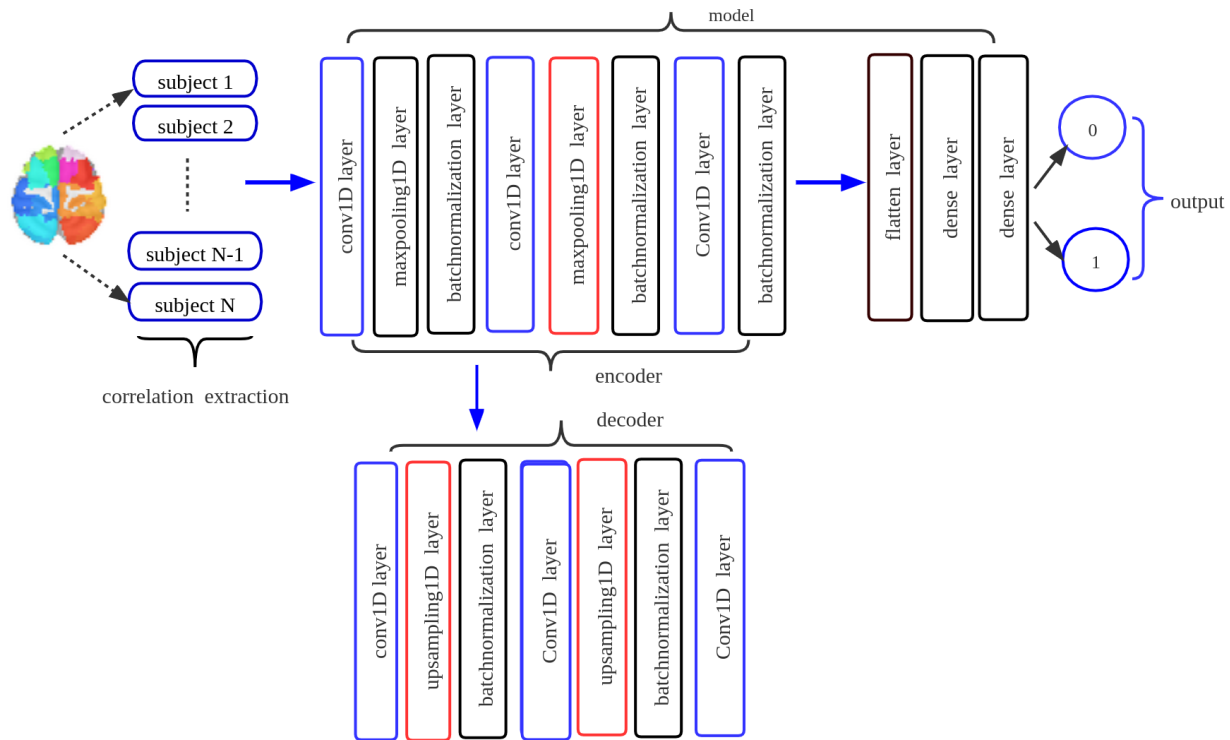 model
subject 1
subject 2
subject N-1
subject N
correlation extraction
conv1D layer
maxpooling1D layer
batchnormalization layer
conv1D layer
maxpooling1D layer
batchnormalization layer
Conv1D layer
batchnormalization layer
flatten layer
dense layer
dense layer
0
1
output
encoder
decoder
conv1D layer
upsampling1D layer
batchnormalization layer
Conv1D layer
upsampling1D layer
batchnormalization layer
Conv1D layer